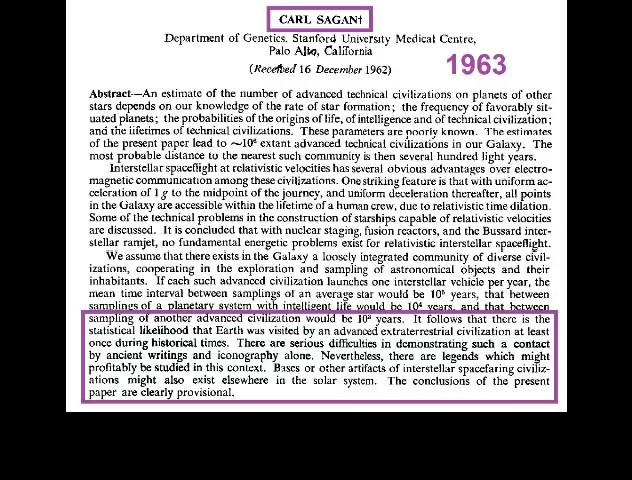 CARL SAGAN†
Department of Genetics, Stanford University Medical Centre,
Palo Alto, California
(Received 16 December 1962)
1963
Abstract—An estimate of the number of advanced technical civilizations on planets of other
stars depends on our knowledge of the rate of star formation; the frequency of favorably sit-
uated planets; the probabilities of the origins of life, of intelligence and of technical civilization;
and the lifetimes of technical civilizations. These parameters are poorly known. The estimates
of the present paper lead to ~10⁶ extant advanced technical civilizations in our Galaxy. The
most probable distance to the nearest such community is then several hundred light years.
Interstellar spaceflight at relativistic velocities has several obvious advantages over electro-
magnetic communication among these civilizations. One striking feature is that with uniform ac-
celeration of 1 g to the midpoint of the journey, and uniform deceleration thereafter, all points
in the Galaxy are accessible within the lifetime of a human crew, due to relativistic time dilation.
Some of the technical problems in the construction of starships capable of relativistic velocities
are discussed. It is concluded that with nuclear staging, fusion reactors, and the Bussard inter-
stellar ramjet, no fundamental energetic problems exist for relativistic interstellar spaceflight.
We assume that there exists in the Galaxy a loosely integrated community of diverse civil-
izations, cooperating in the exploration and sampling of astronomical objects and their
inhabitants. If each such advanced civilization launches one interstellar vehicle per year, the
mean time interval between samplings of an average star would be 10⁵ years, that between
samplings of a planetary system with intelligent life would be 10⁴ years, and that between
sampling of another advanced civilization would be 10³ years. It follows that there is the
statistical likelihood that Earth was visited by an advanced extraterrestrial civilization at least
once during historical times. There are serious difficulties in demonstrating such a contact
by ancient writings and iconography alone. Nevertheless, there are legends which might
profitably be studied in this context. Bases or other artifacts of interstellar spacefaring civiliz-
ations might also exist elsewhere in the solar system. The conclusions of the present
paper are clearly provisional.